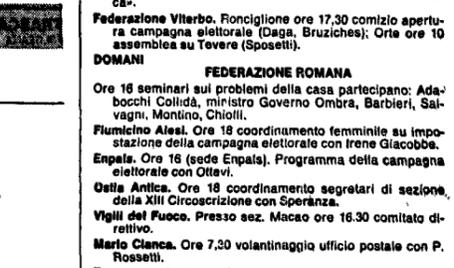 ca».
Federazione Viterbo. Ronciglione ore 17,30 comizio apertu-
ra campagna elettorale (Daga, Bruziches); Orte ore 10
assemblea su Tevere (Sposetti).
DOMANI
FEDERAZIONE ROMANA
Ore 16 seminari sui problemi della casa partecipano: Ada-
bocchi Collidà, ministro Governo Ombra, Barbieri, Sal-
vagni, Montino, Chiolli.
Fiumicino Alesi. Ore 18 coordinamento femminile su impo-
stazione della campagna elettorale con Irene Giacobbe.
Enpals. Ore 16 (sede Enpals). Programma della campagna
elettorale con Ottavi.
Ostia Antica. Ore 18 coordinamento segretari di sezione
della XIII Circoscrizione con Speranza.
Vigili del Fuoco. Presso sez. Macao ore 16.30 comitato di-
rettivo.
Mario Cianca. Ore 7,30 volantinaggio ufficio postale con P.
Rossetti.